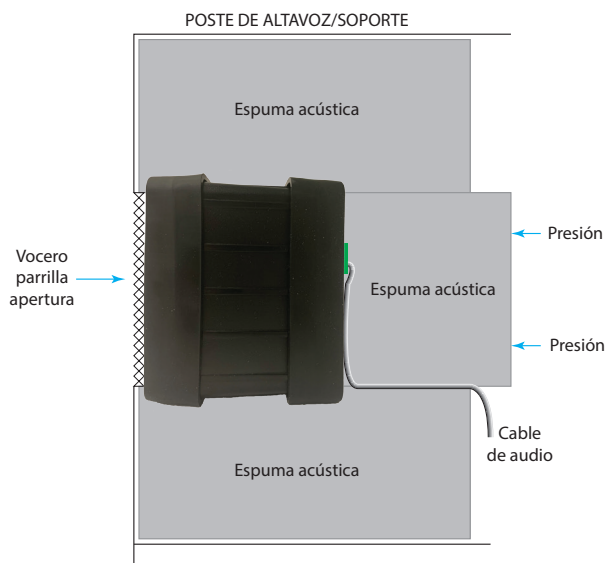 POSTE DE ALTAVOZ/SOPORTE
Espuma acústica
Vocero
parrilla
apertura
Espuma acústica
Presión
Presión
Cable
de audio
Espuma acústica